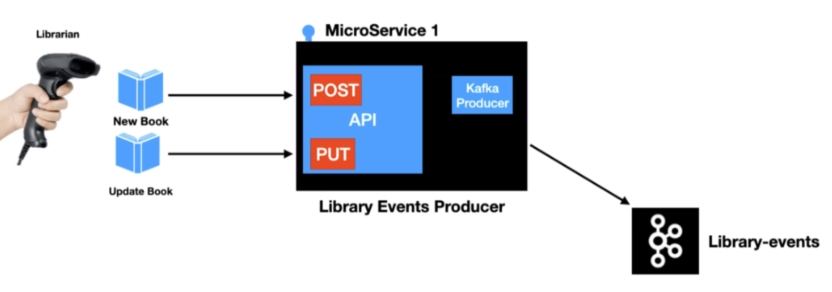 Librarian
MicroService 1
New Book
POST
API
Kafka
Producer
PUT
Update Book
Library Events Producer
Library-events